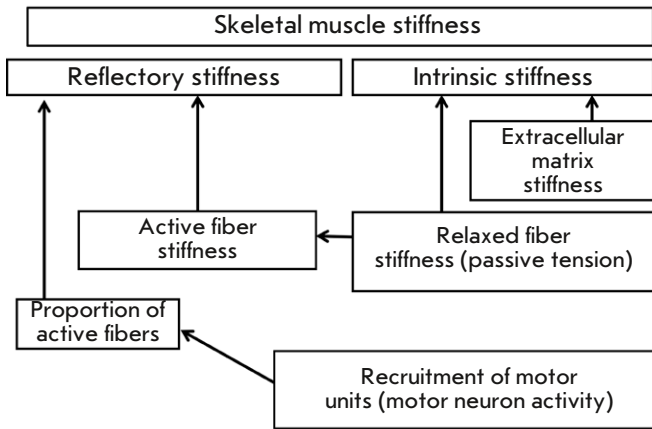 Skeletal muscle stiffness
Reflectory stiffness
Intrinsic stiffness
Extracellular
matrix
stiffness
Active fiber
stiffness
Relaxed fiber
stiffness (passive tension)
Proportion of
active fibers
Recruitment of motor
units (motor neuron activity)